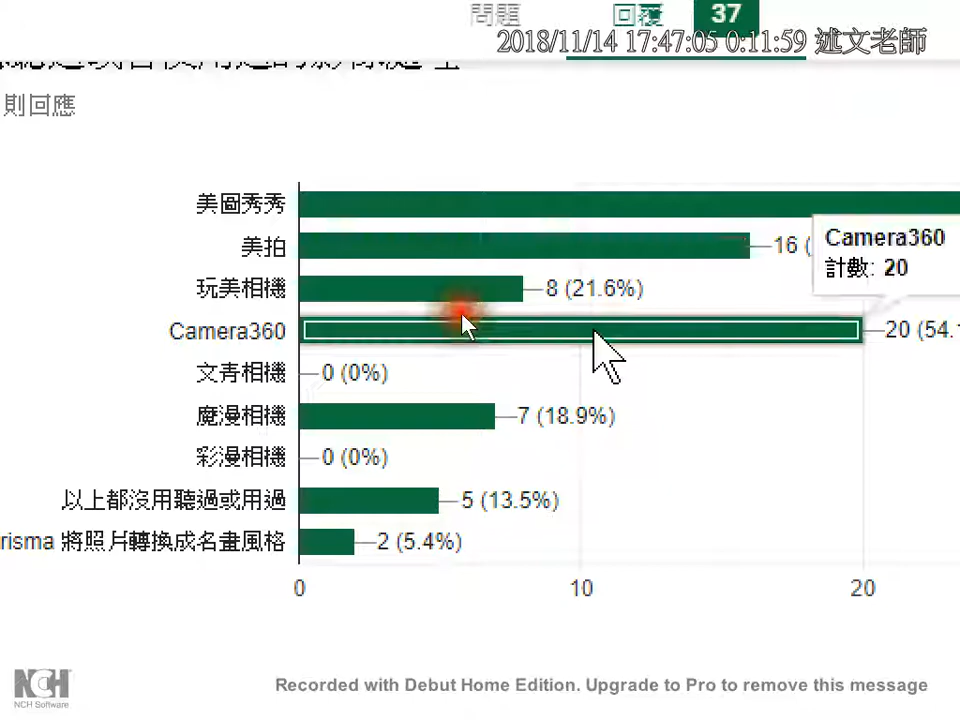 問題 回覆 37
2018/11/14 17:47:05 0:11:59 述文老師
則回應
美圖秀秀
美拍 16 (
Camera360
計數: 20
玩美相機 8 (21.6%)
Camera360 20 (54.1
文青相機 0 (0%)
魔漫相機 7 (18.9%)
彩漫相機 0 (0%)
以上都沒用聽過或用過 5 (13.5%)
risma 將照片轉換成名畫風格 2 (5.4%)
0 10 20
NCH
NCH Software
Recorded with Debut Home Edition. Upgrade to Pro to remove this message